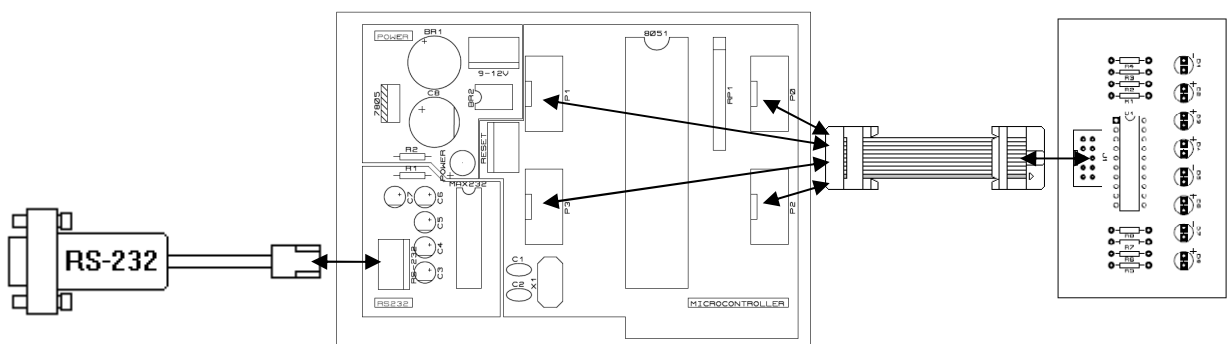 RS-232
POWER
BR1
9-12V
7805
C8
BR2
R2
POWER
RESET
R1
MAX232
C7
C6
C5
C4
C3
RS-232
RS232
P1
P3
C1
C2
X1
8051
RP1
P0
P2
MICROCONTROLLER
R4
R3
R2
R1
R8
R7
R6
R5